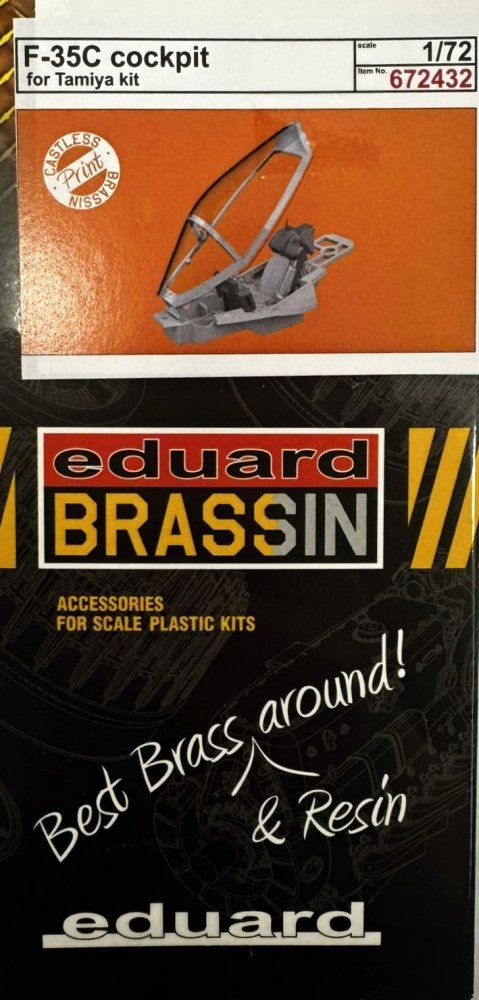 F-35C cockpit
for Tamiya kit
scale 1/72
Item No. 672432
CASTLESS
Print
BRASSIN
eduard
BRASSIN
ACCESSORIES
FOR SCALE PLASTIC KITS
Best Brass around!
& Resin
eduard